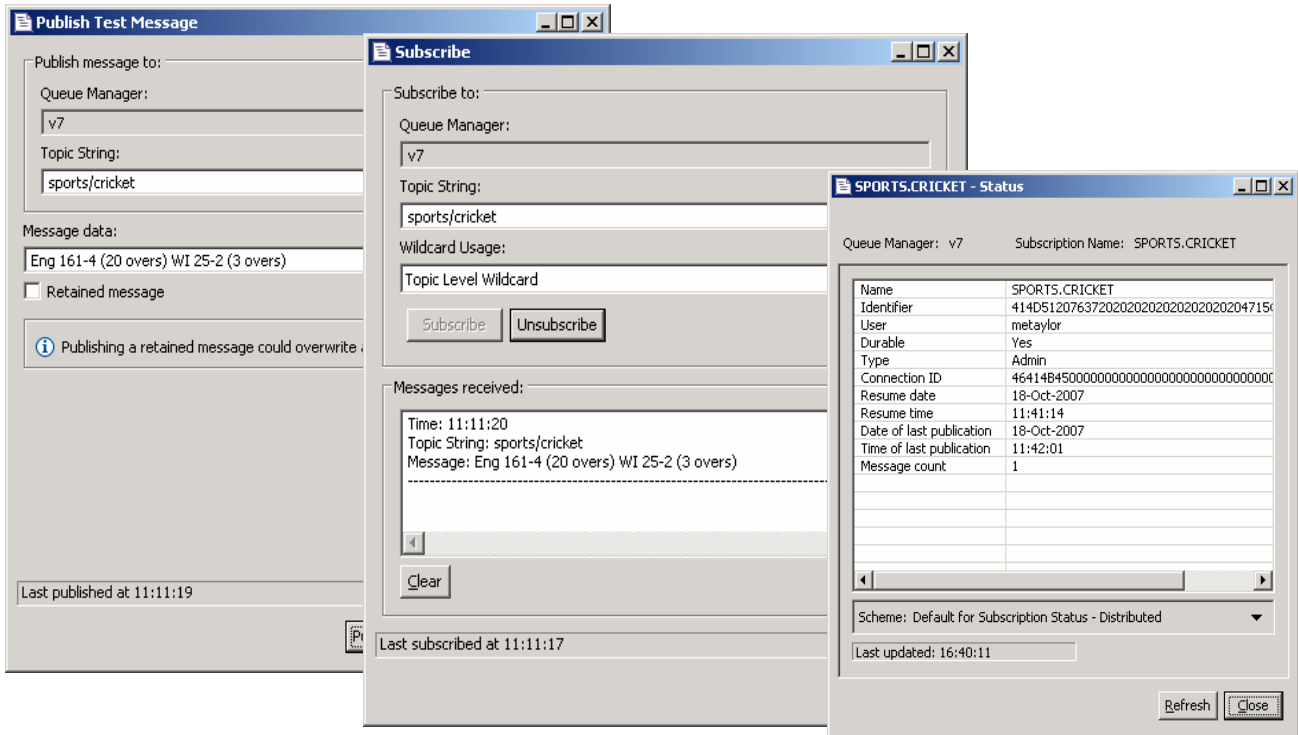 Publish Test Message
Publish message to:
Queue Manager:
v7
Topic String:
sports/cricket
Message data:
Eng 161-4 (20 overs) WI 25-2 (3 overs)
Retained message
Publishing a retained message could overwrite
Last published at 11:11:19
Subscribe
Subscribe to:
Queue Manager:
v7
Topic String:
sports/cricket
Wildcard Usage:
Topic Level Wildcard
Subscribe Unsubscribe
Messages received:
Time: 11:11:20
Topic String: sports/cricket
Message: Eng 161-4 (20 overs) WI 25-2 (3 overs)
--------------------------------------------------------------------------------
Clear
Last subscribed at 11:11:17
SPORTS.CRICKET - Status
Queue Manager: v7 Subscription Name: SPORTS.CRICKET
Name SPORTS.CRICKET
Identifier
User metaylor
Durable Yes
Type Admin
Connection ID
Resume date 18-Oct-2007
Resume time 11:41:14
Date of last publication 18-Oct-2007
Time of last publication 11:42:01
Message count 1
Scheme: Default for Subscription Status - Distributed
Last updated: 16:40:11
Refresh Close